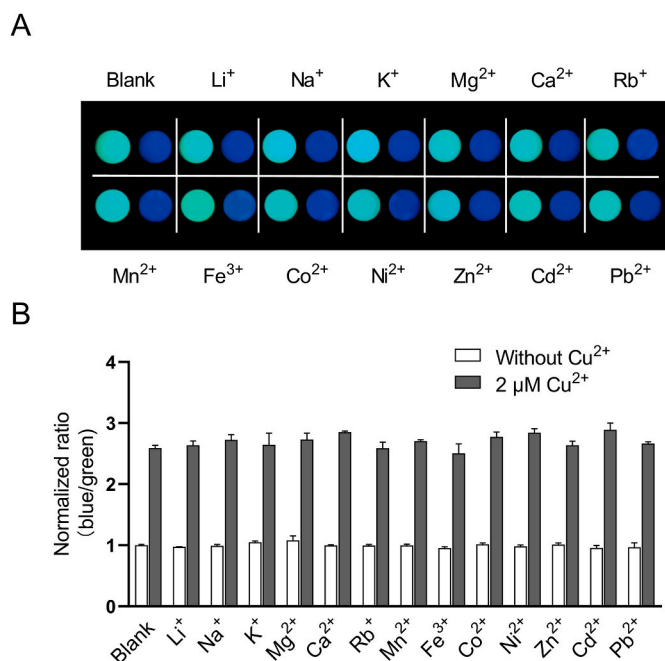 A
Blank Li⁺ Na⁺ K⁺ Mg²⁺ Ca²⁺ Rb⁺
Mn²⁺ Fe³⁺ Co²⁺ Ni²⁺ Zn²⁺ Cd²⁺ Pb²⁺
B
Without Cu²⁺
2 μM Cu²⁺
Normalized ratio
(blue/green)
4
3
2
1
0
Blank Li⁺ Na⁺ K⁺ Mg²⁺ Ca²⁺ Rb⁺ Mn²⁺ Fe³⁺ Co²⁺ Ni²⁺ Zn²⁺ Cd²⁺ Pb²⁺